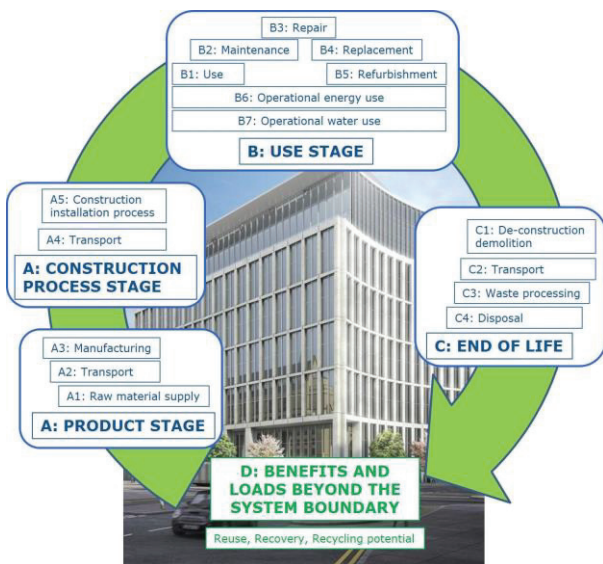 B3: Repair
B2: Maintenance
B4: Replacement
B1: Use
B5: Refurbishment
B6: Operational energy use
B7: Operational water use
B: USE STAGE
A5: Construction
installation process
A4: Transport
A: CONSTRUCTION
PROCESS STAGE
A3: Manufacturing
A2: Transport
A1: Raw material supply
A: PRODUCT STAGE
C1: De-construction
demolition
C2: Transport
C3: Waste processing
C4: Disposal
C: END OF LIFE
D: BENEFITS AND
LOADS BEYOND THE
SYSTEM BOUNDARY
Reuse, Recovery, Recycling potential